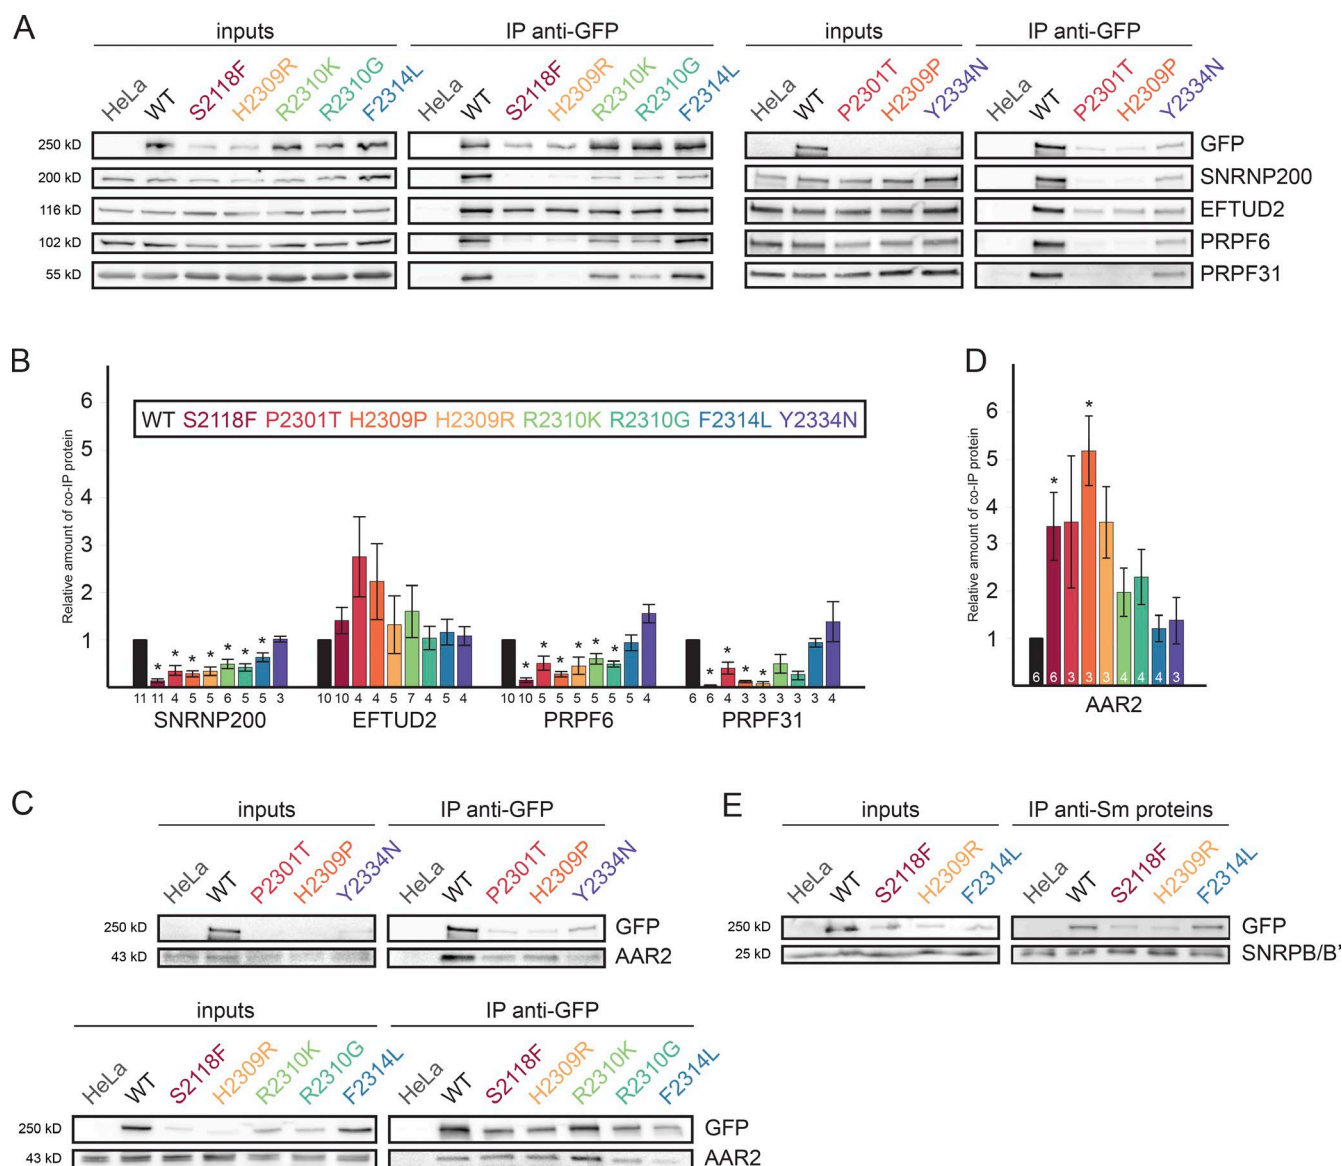 A
inputs IP anti-GFP inputs IP anti-GFP
HeLa WT S2118F H2309R R2310K R2310G F2314L HeLa WT S2118F H2309R R2310K R2310G F2314L HeLa WT P2301T H2309P Y2334N HeLa WT P2301T H2309P Y2334N
250 kD GFP
200 kD SNRNP200
116 kD EFTUD2
102 kD PRPF6
55 kD PRPF31
B
Relative amount of co-IP protein
6
5
4
3
2
1
WT S2118F P2301T H2309P H2309R R2310K R2310G F2314L Y2334N
* * * * * * * * * * * * * * * * *
11 11 4 5 5 6 5 5 3 10 10 4 4 5 7 4 5 4 10 10 5 5 5 5 5 5 4 6 6 4 3 3 3 3 3 4
SNRNP200 EFTUD2 PRPF6 PRPF31
D
Relative amount of co-IP protein
6
5
4
3
2
1
* *
6 6 3 3 3 4 4 4 3
AAR2
C
inputs IP anti-GFP
HeLa WT P2301T H2309P Y2334N HeLa WT P2301T H2309P Y2334N
250 kD GFP
43 kD AAR2
inputs IP anti-GFP
HeLa WT S2118F H2309R R2310K R2310G F2314L HeLa WT S2118F H2309R R2310K R2310G F2314L
250 kD GFP
43 kD AAR2
E
inputs IP anti-Sm proteins
HeLa WT S2118F H2309R F2314L HeLa WT S2118F H2309R F2314L
250 kD GFP
25 kD SNRPB/B'